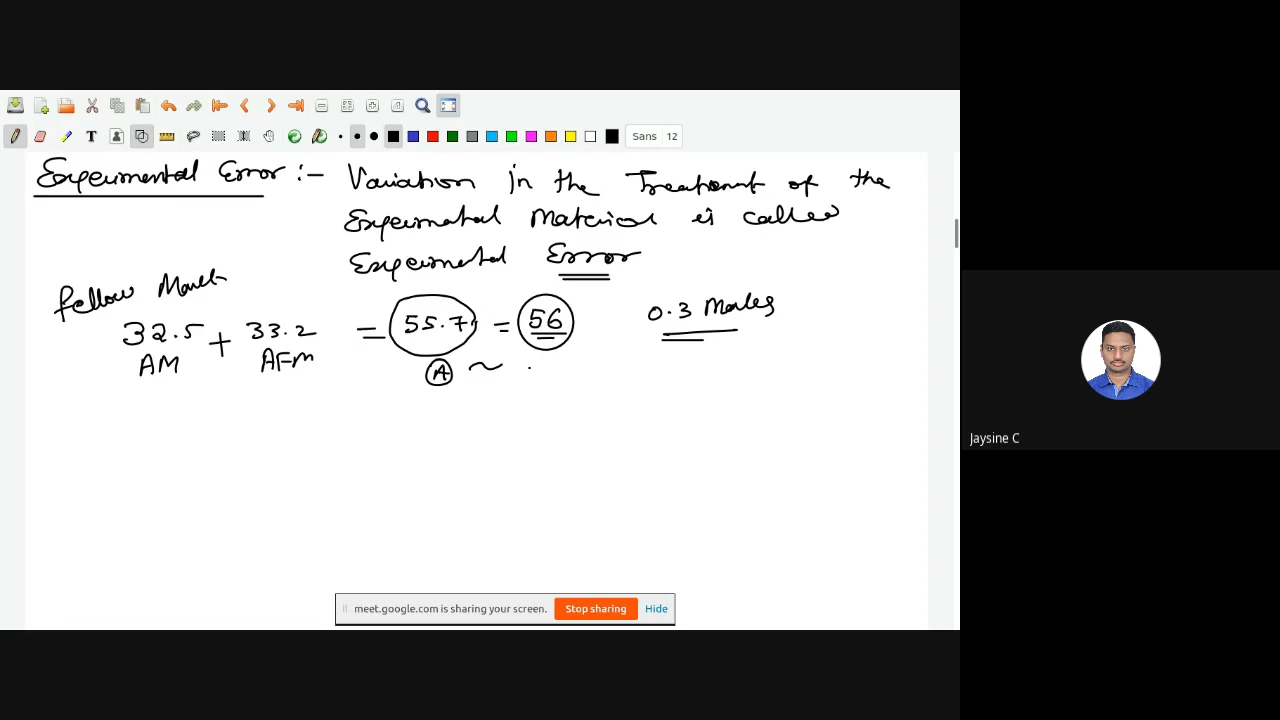 Sans 12
Experimental Error :- Variation in the Treatment of the
Experimental Material is called
Experimental Error
fellow Mark
32.5 + 33.2 = 55.7 = 56 0.3 Marks
AM AFM A ~
Jaysine C
meet.google.com is sharing your screen. Stop sharing Hide